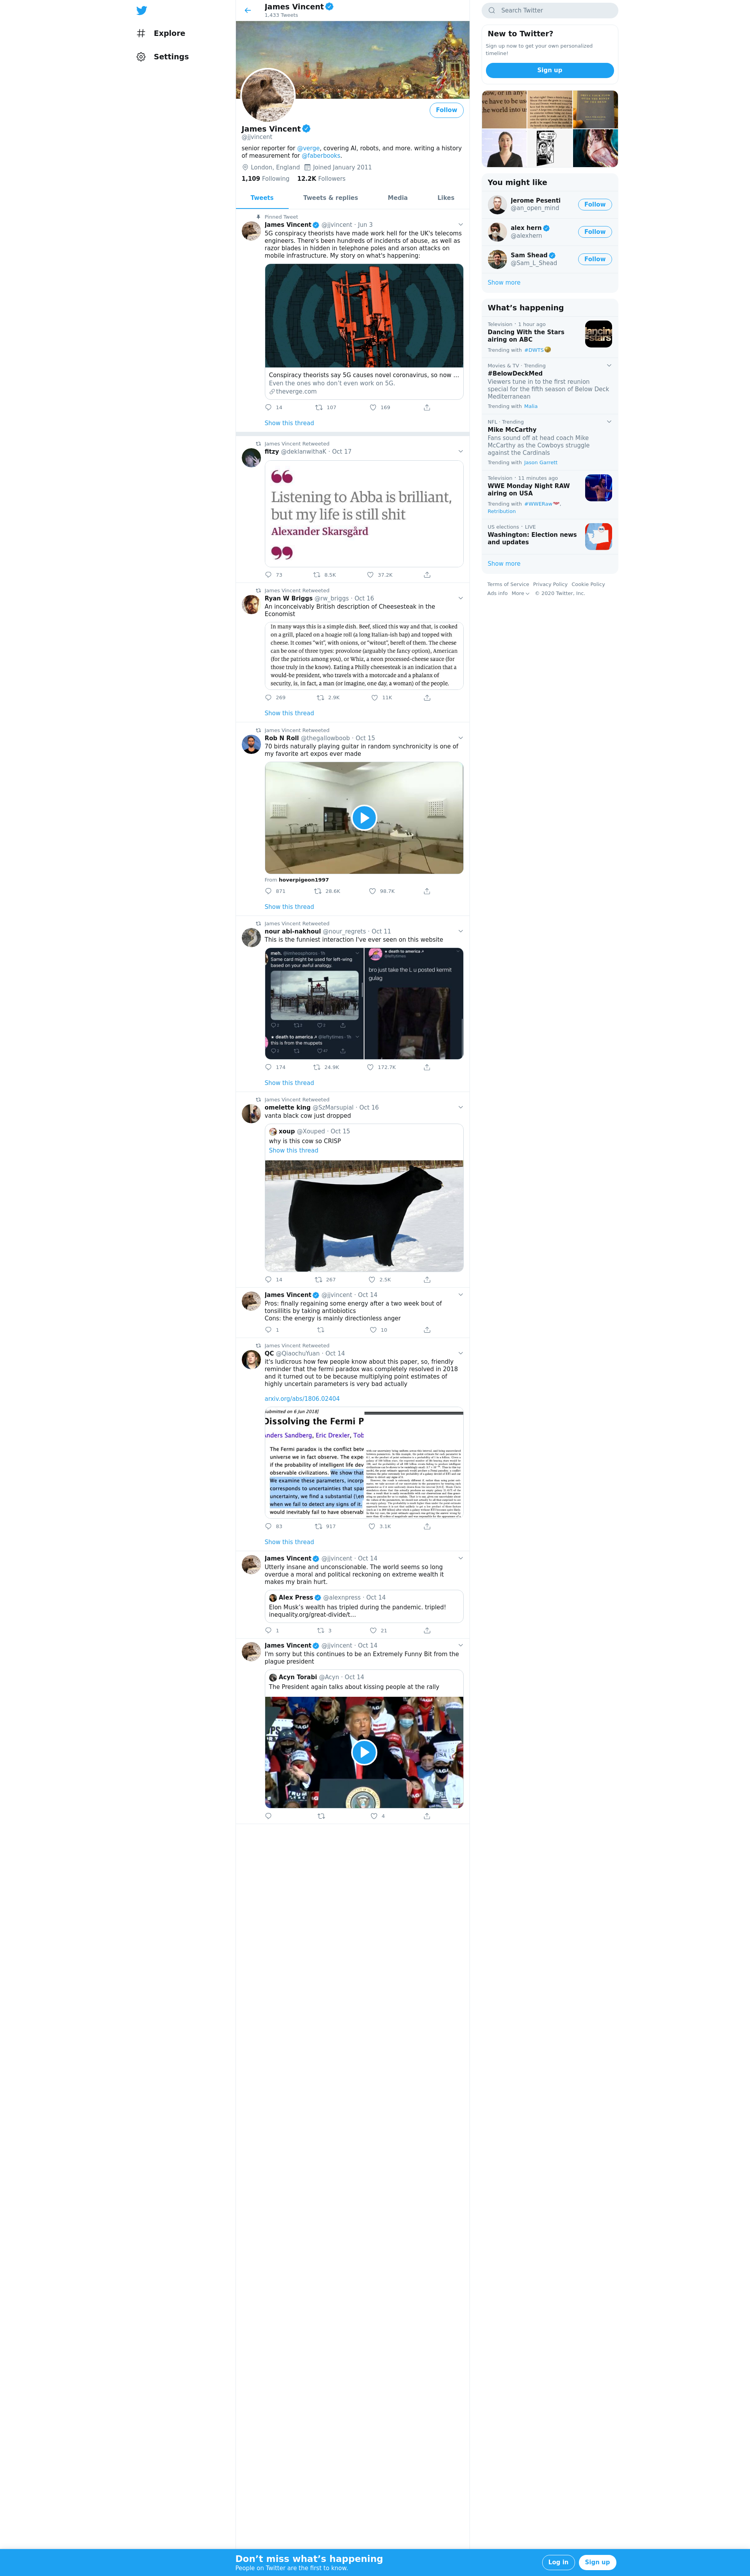 James Vincent
1,433 Tweets
Explore
Settings
Search Twitter
Follow
James Vincent
@jjvincent
senior reporter for @verge, covering AI, robots, and more. writing a history
of measurement for @faberbooks.
London, England Joined January 2011
1,109 Following 12.2K Followers
Tweets Tweets & replies Media Likes
Pinned Tweet
James Vincent @jjvincent · Jun 3
5G conspiracy theorists have made work hell for the UK's telecoms
engineers. There's been hundreds of incidents of abuse, as well as
razor blades in hidden in telephone poles and arson attacks on
mobile infrastructure. My story on what's happening:
Conspiracy theorists say 5G causes novel coronavirus, so now ...
Even the ones who don't even work on 5G.
theverge.com
14 107 169
Show this thread
James Vincent Retweeted
fitzy @deklanwithaK · Oct 17
Listening to Abba is brilliant,
but my life is still shit
Alexander Skarsgård
73 8.5K 37.2K
James Vincent Retweeted
Ryan W Briggs @rw_briggs · Oct 16
An inconceivably British description of Cheesesteak in the
Economist
In many ways this is a simple dish. Beef, sliced this way and that, is cooked
on a grill, placed on a hoagie roll (a long Italian-ish bap) and topped with
cheese. It comes "wit", with onions, or "witout", bereft of them. The cheese
can be one of three types: provolone (arguably the fancy option), American
(for the patriots among you), or Whiz, a neon processed-cheese sauce (for
those truly in the know). Eating a Philly cheesesteak is an indication that a
would-be president, who travels with a motorcade and a phalanx of
security, is, in fact, a man (or imagine, one day, a woman) of the people.
269 2.9K 11K
Show this thread
James Vincent Retweeted
Rob N Roll @thegallowboob · Oct 15
70 birds naturally playing guitar in random synchronicity is one of
my favorite art expos ever made
From hoverpigeon1997
871 28.6K 98.7K
Show this thread
James Vincent Retweeted
nour abi-nakhoul @nour_regrets · Oct 11
This is the funniest interaction I've ever seen on this website
meh.
Same could be used for left-wing
based on your awful analogy.
death to america
this is from the muppets
death to america
bro just take the L u posted kermit
gulag
174 24.9K 172.7K
Show this thread
James Vincent Retweeted
omelette king @SzMarsupial · Oct 16
vanta black cow just dropped
xoup @Xouped · Oct 15
why is this cow so CRISP
Show this thread
14 267 2.5K
James Vincent @jjvincent · Oct 14
Pros: finally regaining some energy after a two week bout of
tonsillitis by taking antiobiotics
Cons: the energy is mainly directionless anger
1 10
James Vincent Retweeted
QC @QiaochuYuan · Oct 14
it's ludicrous how few people know about this paper, so, friendly
reminder that the fermi paradox was completely resolved in 2018
and it turned out to be because multiplying point estimates of
highly uncertain parameters is very bad actually
arxiv.org/abs/1806.02404
submitted on 6 Jun 2018]
Dissolving the Fermi P
Anders Sandberg, Eric Drexler, Tob
The Fermi paradox is the conflict betwe
universe we in fact observe. The expec
if the probability of intelligent life dev
observable civilizations. We show that
We examine these parameters, incorp
corresponds to uncertainties that spa
uncertainty, we find a substantial (\em
when we fail to detect any signs of it,
would inevitably fail to have observab
83 917 3.1K
Show this thread
James Vincent @jjvincent · Oct 14
Utterly insane and unconscionable. The world seems so long
overdue a moral and political reckoning on extreme wealth it
makes my brain hurt.
Alex Press @alexnpress · Oct 14
Elon Musk's wealth has tripled during the pandemic. tripled!
inequality.org/great-divide/t...
1 3 21
James Vincent @jjvincent · Oct 14
I'm sorry but this continues to be an Extremely Funny Bit from the
plague president
Acyn Torabi @Acyn · Oct 14
The President again talks about kissing people at the rally
4
New to Twitter?
Sign up now to get your own personalized
timeline!
Sign up
You might like
Jerome Pesenti
@an_open_mind
Follow
alex hern
@alexhern
Follow
Sam Shead
@Sam_L_Shead
Follow
Show more
What's happening
Television · 1 hour ago
Dancing With the Stars
airing on ABC
Trending with #DWTS
Movies & TV · Trending
#BelowDeckMed
Viewers tune in to the first reunion
special for the fifth season of Below Deck
Mediterranean
Trending with Malia
NFL · Trending
Mike McCarthy
Fans sound off at head coach Mike
McCarthy as the Cowboys struggle
against the Cardinals
Trending with Jason Garrett
Television · 11 minutes ago
WWE Monday Night RAW
airing on USA
Trending with #WWERaw,
Retribution
US elections · LIVE
Washington: Election news
and updates
Show more
Terms of Service Privacy Policy Cookie Policy
Ads info More © 2020 Twitter, Inc.
Don't miss what's happening
People on Twitter are the first to know.
Log in Sign up